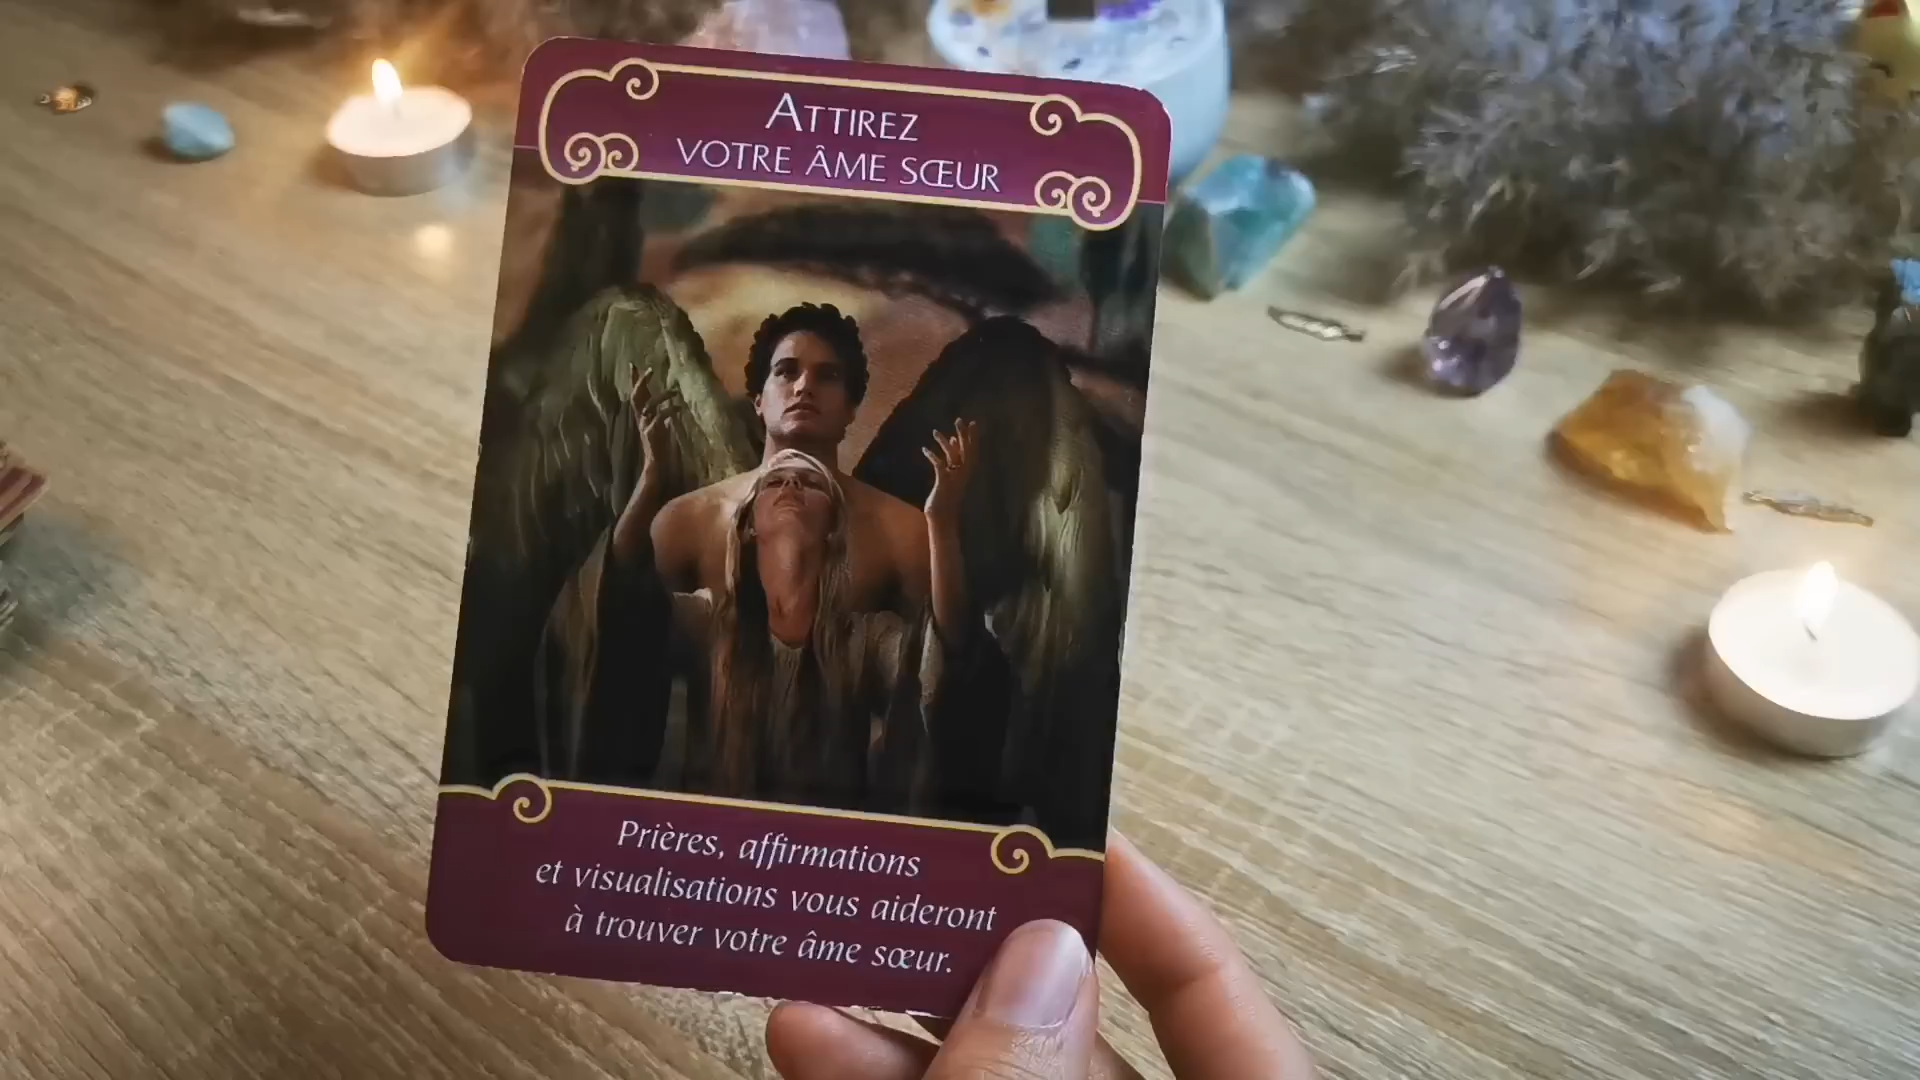 ATTIREZ
VOTRE ÂME SŒUR
Prières, affirmations
et visualisations vous aideront
à trouver votre âme sœur.